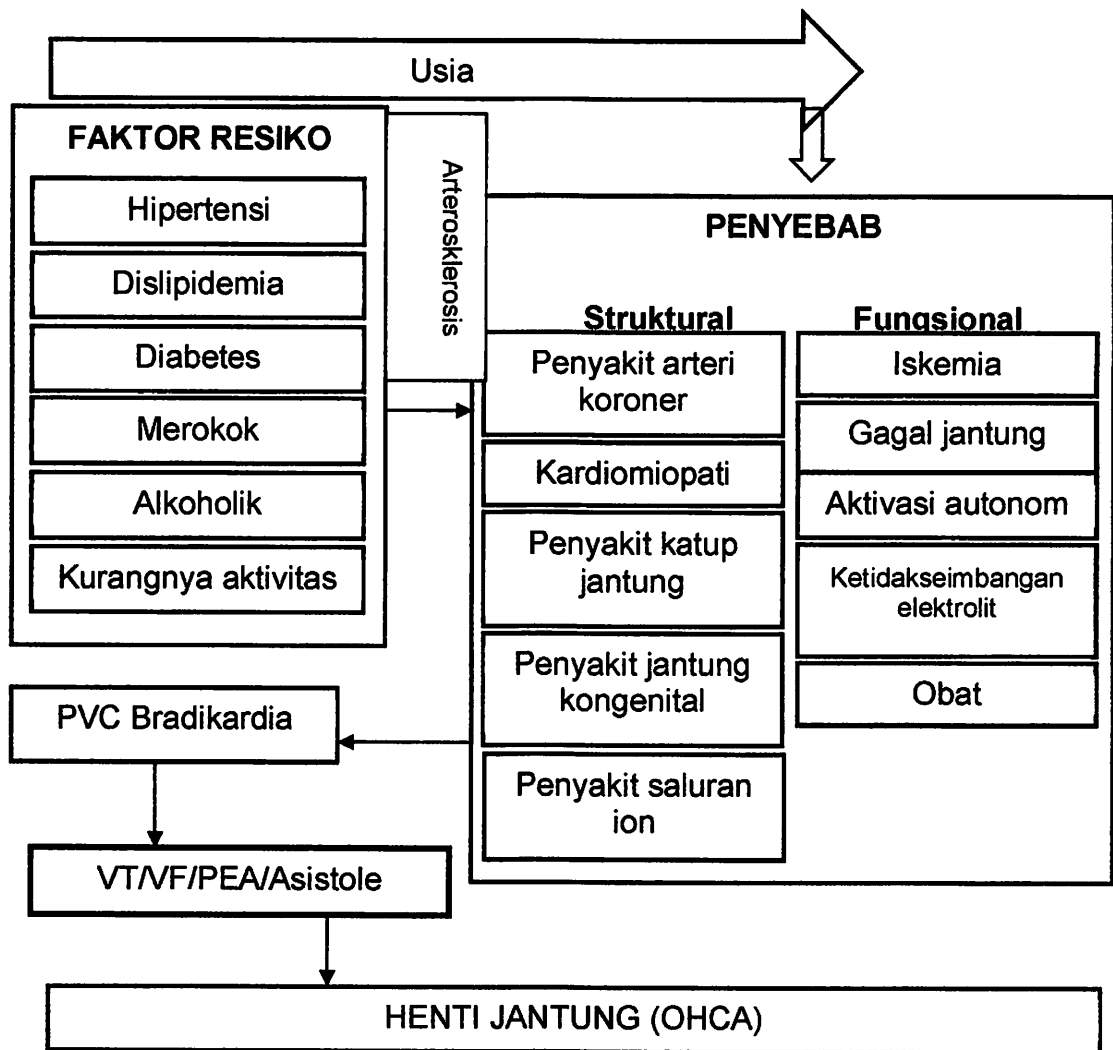 Usia
FAKTOR RESIKO
Hipertensi
Dislipidemia
Diabetes
Merokok
Alkoholik
Kurangnya aktivitas
Arterosklerosis
PENYEBAB
Struktural
Penyakit arteri
koroner
Kardiomiopati
Penyakit katup
jantung
Penyakit jantung
kongenital
Penyakit saluran
ion
Fungsional
Iskemia
Gagal jantung
Aktivasi autonom
Ketidakseimbangan
elektrolit
Obat
PVC Bradikardia
VT/VF/PEA/Asistole
HENTI JANTUNG (OHCA)